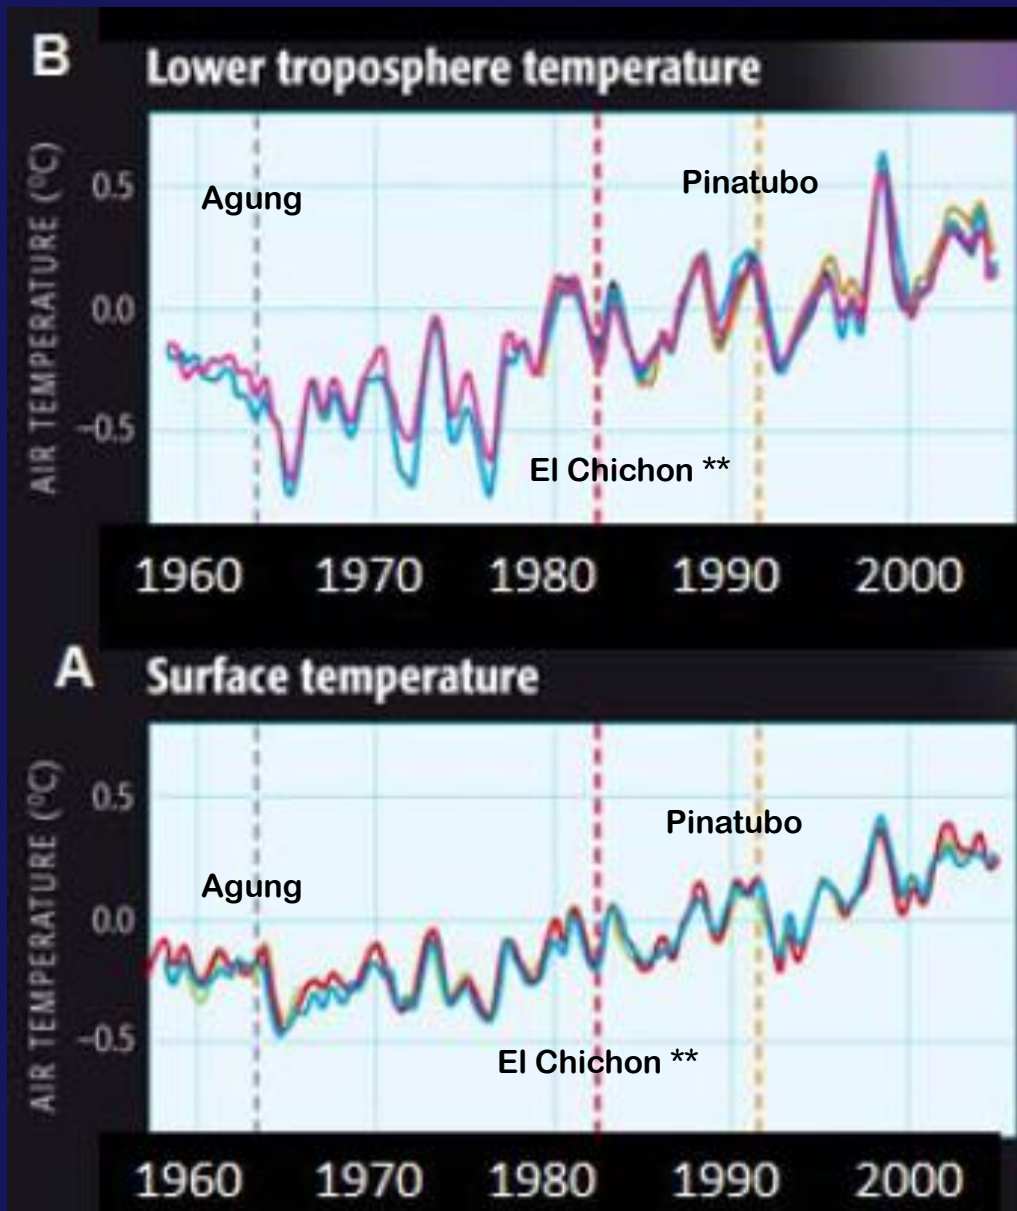 B
Lower troposphere temperature
AIR TEMPERATURE (°C)
0.5
0.0
−0.5
Agung
Pinatubo
El Chichon **
1960 1970 1980 1990 2000
A
Surface temperature
AIR TEMPERATURE (°C)
0.5
0.0
−0.5
Pinatubo
Agung
El Chichon **
1960 1970 1980 1990 2000